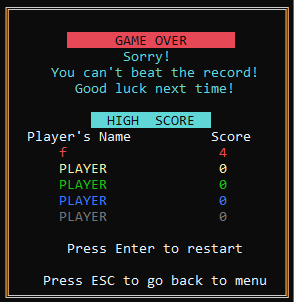 GAME OVER
Sorry!
You can't beat the record!
Good luck next time!
HIGH SCORE
Player's Name Score
f 4
PLAYER 0
PLAYER 0
PLAYER 0
PLAYER 0
Press Enter to restart
Press ESC to go back to menu